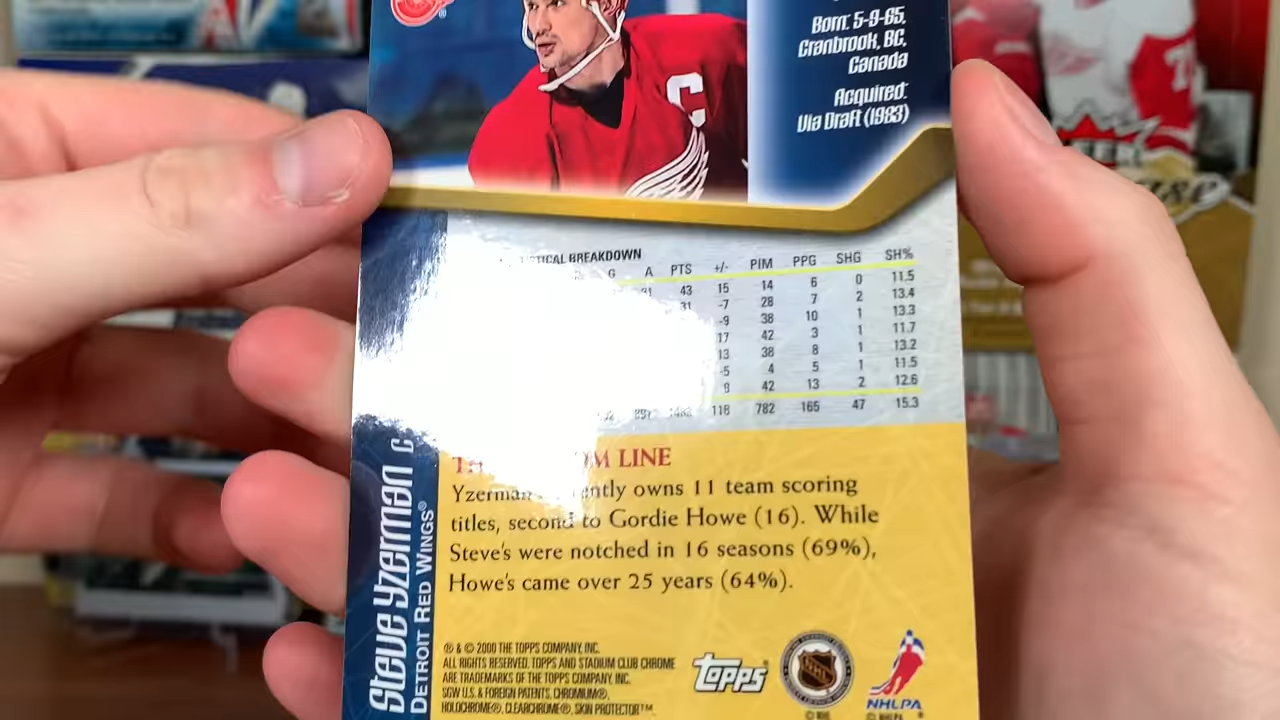 C
Born: 5-9-65,
Cranbrook, BC,
Canada
Acquired:
Via Draft (1983)
BREAKDOWN
G A PTS +/- PIM PPG SHG SH%
43 15 14 6 0 11.5
31 -7 28 7 2 13.4
-9 38 10 1 13.3
17 42 3 1 11.7
13 38 8 1 13.2
-5 4 5 1 11.5
8 42 13 2 12.6
118 782 165 47 15.3
LINE
Yzerman owns 11 team scoring
titles, second to Gordie Howe (16). While
Steve's were notched in 16 seasons (69%),
Howe's came over 25 years (64%).
Steve Yzerman C
Detroit Red Wings®
® & © 2000 THE TOPPS COMPANY, INC.
ALL RIGHTS RESERVED. TOPPS AND STADIUM CLUB CHROME
ARE TRADEMARKS OF THE TOPPS COMPANY, INC.
SGW U.S. & FOREIGN PATENTS, CHROMIUM®,
HOLOCHROME®, CLEARCHROME®, SKIN PROTECTOR™
Topps
NHL
NHLPA